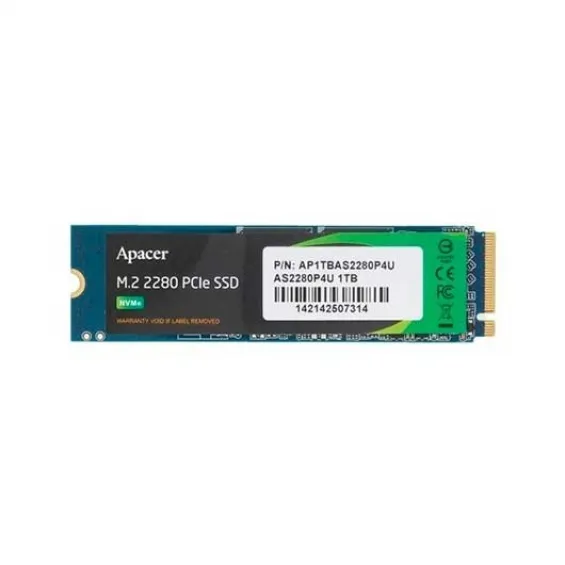 Apacer
M.2 2280 PCIe SSD
NVMe
WARRANTY VOID IF LABEL REMOVED
P/N: AP1TBAS2280P4U
AS2280P4U 1TB
142142507314